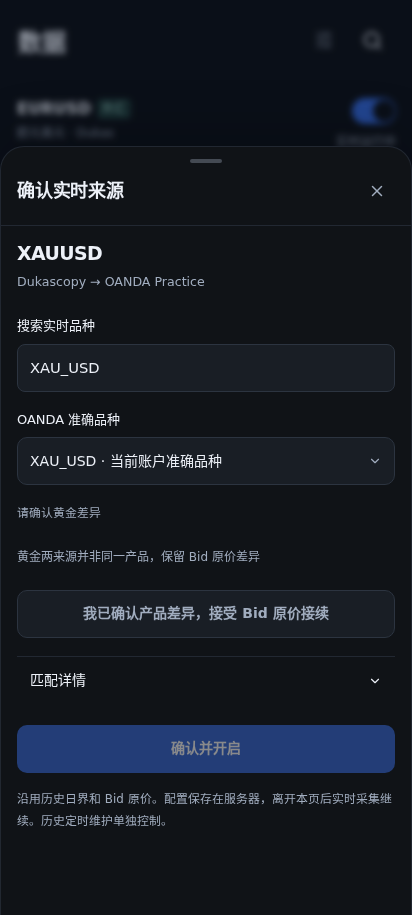 数据
EURUSD
确认实时来源
XAUUSD
Dukascopy → OANDA Practice
搜索实时品种
XAU_USD
OANDA 准确品种
XAU_USD · 当前账户准确品种
请确认黄金差异
黄金两来源并非同一产品，保留 Bid 原价差异
我已确认产品差异，接受 Bid 原价接续
匹配详情
确认并开启
沿用历史日界和 Bid 原价。配置保存在服务器，离开本页后实时采集继
续。历史定时维护单独控制。